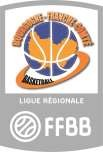 BOURGOGNE-FRANCHE-COMTÉ
BASKETBALL
LIGUE RÉGIONALE
FFBB